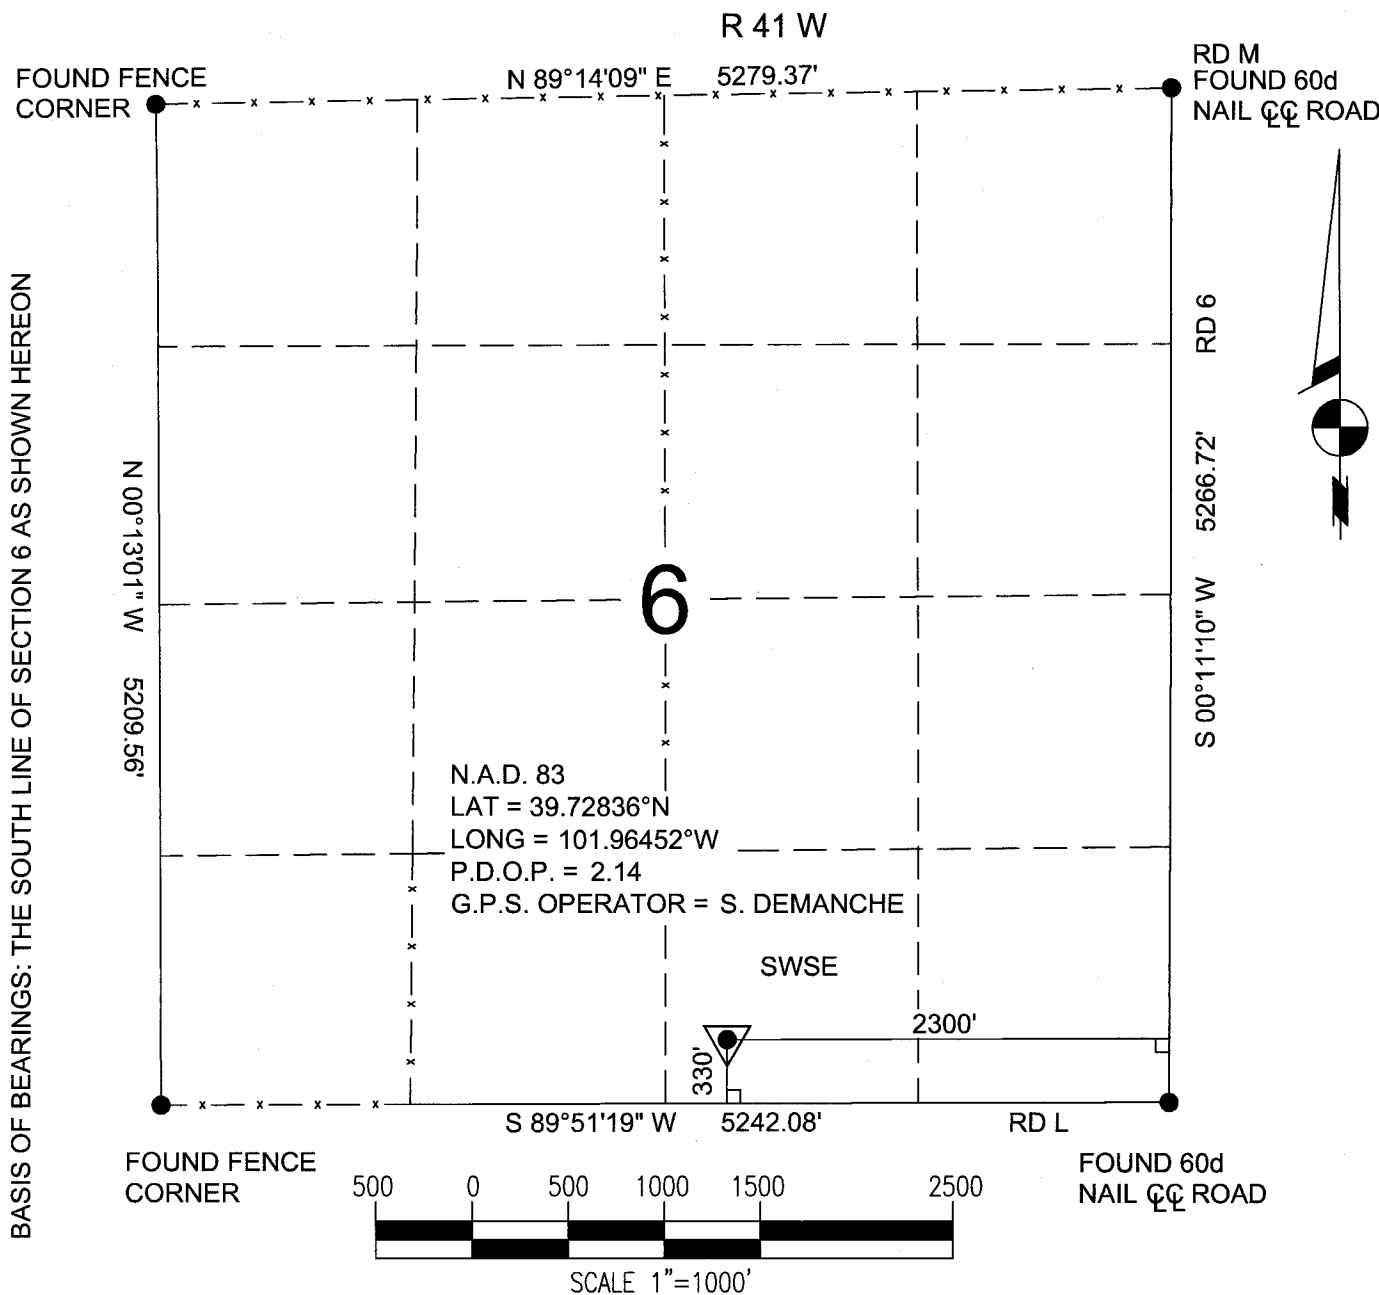 R 41 W
FOUND FENCE
CORNER
N 89°14'09" E 5279.37'
RD M
FOUND 60d
NAIL ℄℄ ROAD
BASIS OF BEARINGS: THE SOUTH LINE OF SECTION 6 AS SHOWN HEREON
N 00°13'01" W 5209.56'
RD 6
S 00°11'10" W 5266.72'
N
6
N.A.D. 83
LAT = 39.72836°N
LONG = 101.96452°W
P.D.O.P. = 2.14
G.P.S. OPERATOR = S. DEMANCHE
SWSE
2300'
330'
S 89°51'19" W 5242.08' RD L
FOUND FENCE
CORNER
FOUND 60d
NAIL ℄℄ ROAD
500 0 500 1000 1500 2500
SCALE 1"=1000'